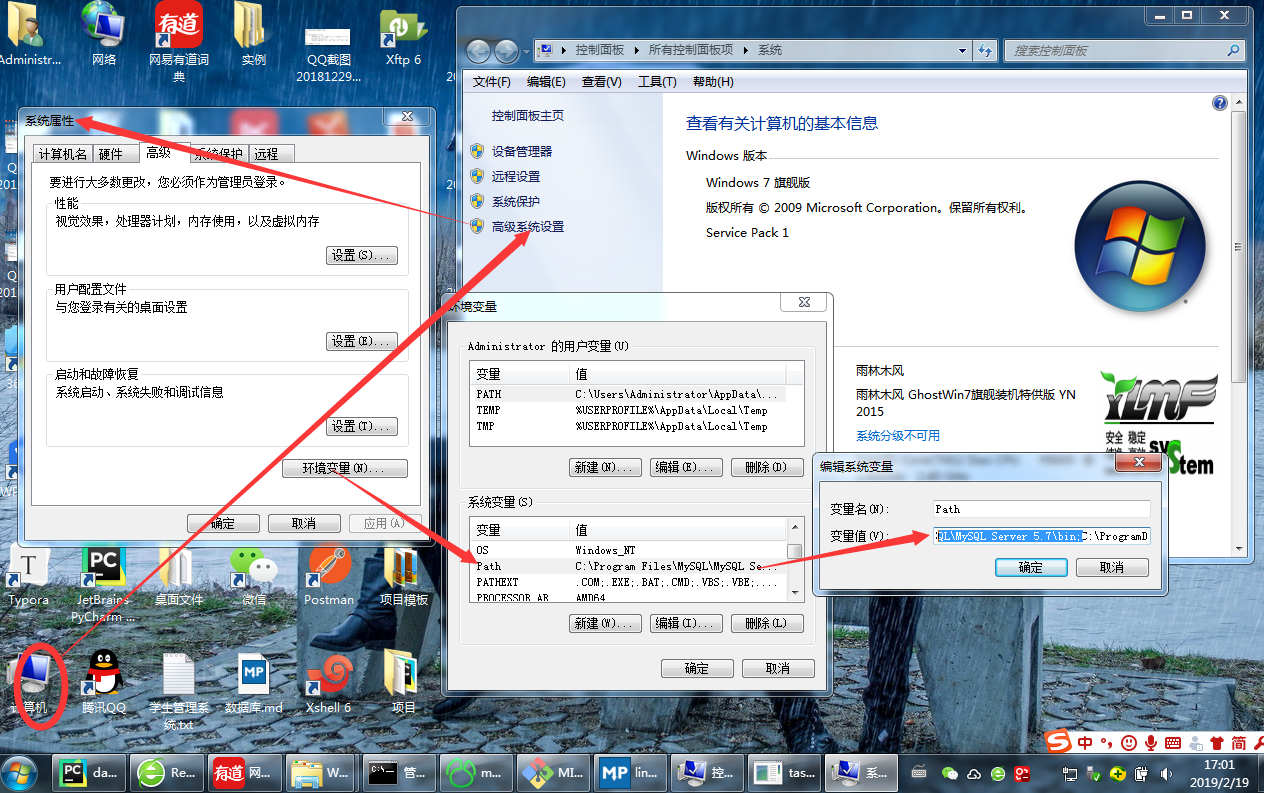 Administr...
网络
有道
网易有道词
典
实例
QQ截图
20181229...
Xftp 6
控制面板
所有控制面板项
系统
搜索控制面板
文件(F)
编辑(E)
查看(V)
工具(T)
帮助(H)
控制面板主页
设备管理器
远程设置
系统保护
高级系统设置
查看有关计算机的基本信息
Windows 版本
Windows 7 旗舰版
版权所有 © 2009 Microsoft Corporation。保留所有权利。
Service Pack 1
雨林木风
雨林木风 GhostWin7旗舰装机特供版 YN
2015
系统分级不可用
YLMF
安全 稳定
system
系统属性
计算机名
硬件
高级
系统保护
远程
要进行大多数更改，您必须作为管理员登录。
性能
视觉效果，处理器计划，内存使用，以及虚拟内存
设置(S)...
用户配置文件
与您登录有关的桌面设置
设置(E)...
启动和故障恢复
系统启动、系统失败和调试信息
设置(T)...
环境变量(N)...
确定
取消
应用(A)
环境变量
Administrator 的用户变量(U)
变量 值
PATH C:\Users\Administrator\AppData\...
TEMP %USERPROFILE%\AppData\Local\Temp
TMP %USERPROFILE%\AppData\Local\Temp
新建(N)...
编辑(E)...
删除(D)
系统变量(S)
变量 值
OS Windows_NT
Path C:\Program Files\MySQL\MySQL Se...
PATHEXT .COM;.EXE;.BAT;.CMD;.VBS;.VBE;....
PROCESSOR_AR AMD64
新建(W)...
编辑(I)...
删除(L)
确定
取消
编辑系统变量
变量名(N):
Path
变量值(V):
QL\MySQL Server 5.7\bin;C:\ProgramD
确定
取消
Typora
JetBrains
PyCharm ...
桌面文件
微信
Postman
项目模板
计算机
腾讯QQ
学生管理系
统.txt
MP
数据库.md
Xshell 6
项目
中
简
da...
Re...
有道
网...
W...
管...
m...
MI...
MP
lin...
控...
tas...
系...
17:01
2019/2/19